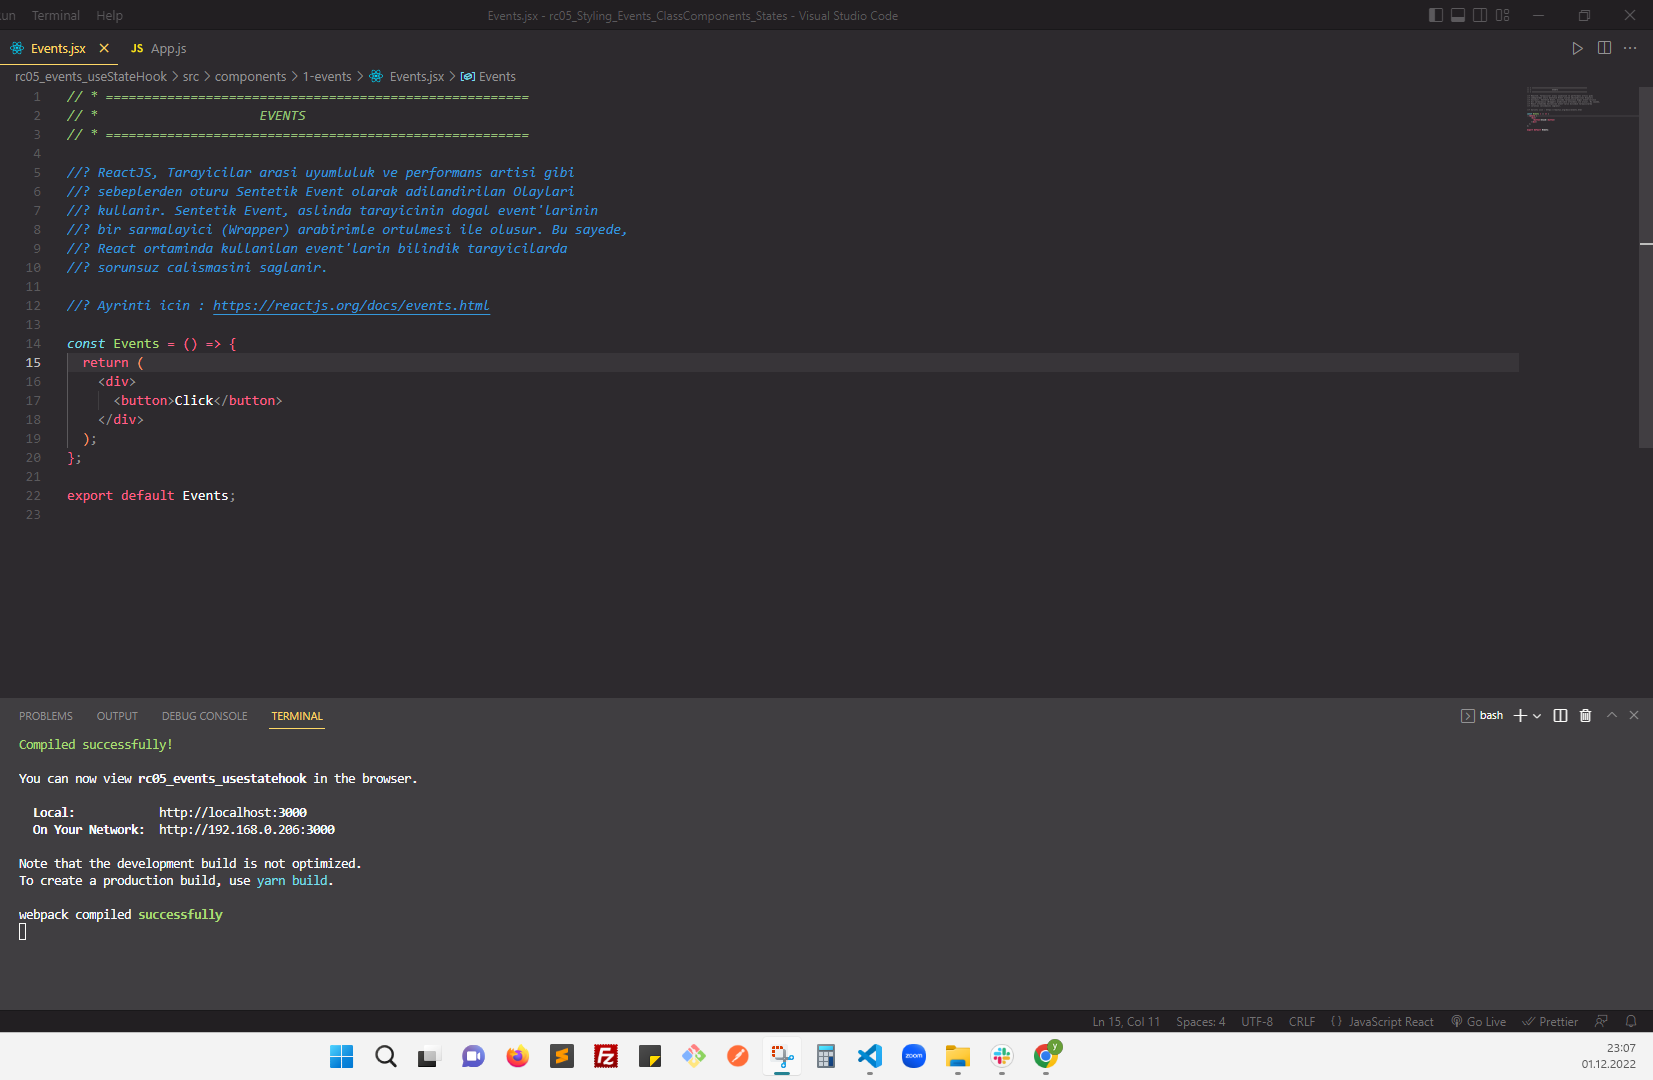 Terminal Help Events.jsx - rc05_Styling_Events_ClassComponents_States - Visual Studio Code
Events.jsx JS App.js
rc05_events_useStateHook > src > components > 1-events > Events.jsx > Events
1 // * =======================================================
2 // * EVENTS
3 // * =======================================================
4
5 //? ReactJS, Tarayicilar arasi uyumluluk ve performans artisi gibi
6 //? sebeplerden oturu Sentetik Event olarak adilandirilan Olaylari
7 //? kullanir. Sentetik Event, aslinda tarayicinin dogal event'larinin
8 //? bir sarmalayici (Wrapper) arabirimle ortulmesi ile olusur. Bu sayede,
9 //? React ortaminda kullanilan event'larin bilindik tarayicilarda
10 //? sorunsuz calismasini saglanir.
11
12 //? Ayrinti icin : https://reactjs.org/docs/events.html
13
14 const Events = () => {
15 return (
16 <div>
17 <button>Click</button>
18 </div>
19 );
20 };
21
22 export default Events;
23
PROBLEMS OUTPUT DEBUG CONSOLE TERMINAL bash
Compiled successfully!
You can now view rc05_events_usestatehook in the browser.
Local: http://localhost:3000
On Your Network: http://192.168.0.206:3000
Note that the development build is not optimized.
To create a production build, use yarn build.
webpack compiled successfully
Ln 15, Col 11 Spaces: 4 UTF-8 CRLF {} JavaScript React Go Live Prettier
zoom
y
23:07
01.12.2022